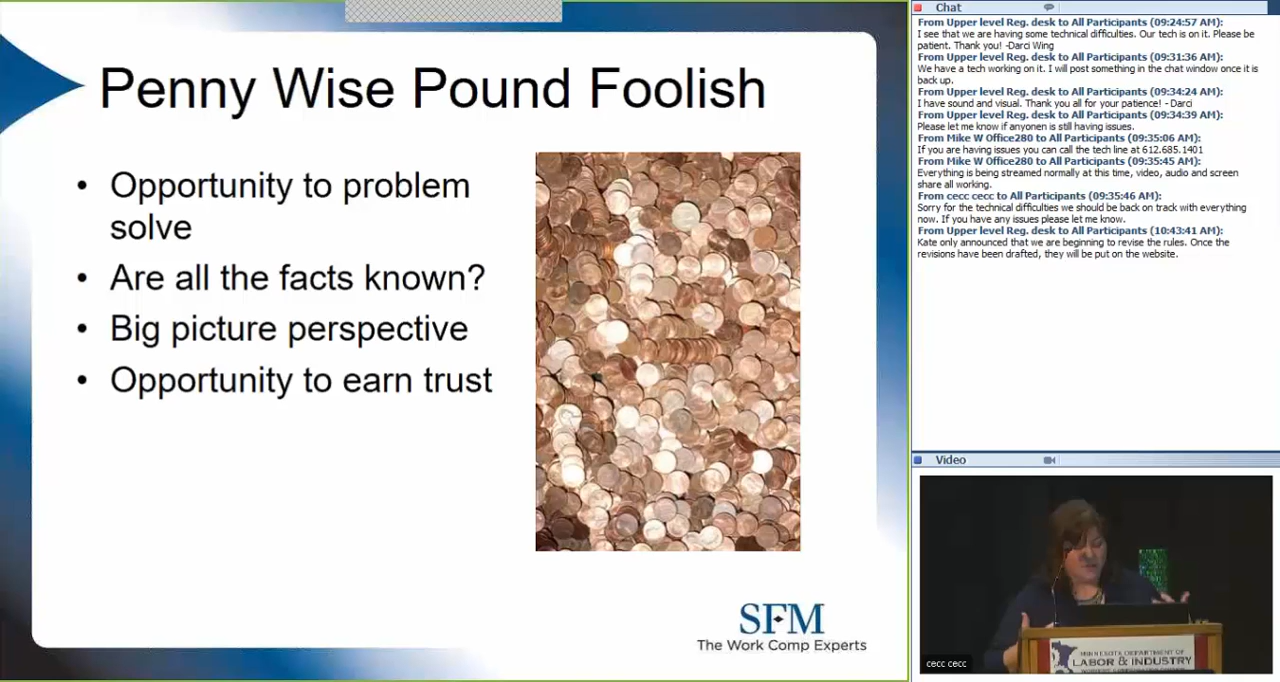 Penny Wise Pound Foolish
• Opportunity to problem
solve
• Are all the facts known?
• Big picture perspective
• Opportunity to earn trust
SFM
The Work Comp Experts
Chat
From Upper level Reg. desk to All Participants (09:24:57 AM):
I see that we are having some technical difficulties. Our tech is on it. Please be
patient. Thank you! -Darci Wing
From Upper level Reg. desk to All Participants (09:31:36 AM):
We have a tech working on it. I will post something in the chat window once it is
back up.
From Upper level Reg. desk to All Participants (09:34:24 AM):
I have sound and visual. Thank you all for your patience! - Darci
From Upper level Reg. desk to All Participants (09:34:39 AM):
Please let me know if anyonen is still having issues.
From Mike W Office280 to All Participants (09:35:06 AM):
If you are having issues you can call the tech line at 612.685.1401
From Mike W Office280 to All Participants (09:35:45 AM):
Everything is being streamed normally at this time, video, audio and screen
share all working.
From cecc cecc to All Participants (09:35:46 AM):
Sorry for the technical difficulties we should be back on track with everything
now. If you have any issues please let me know.
From Upper level Reg. desk to All Participants (10:43:41 AM):
Kate only announced that we are beginning to revise the rules. Once the
revisions have been drafted, they will be put on the website.
Video
MINNESOTA DEPARTMENT OF
LABOR & INDUSTRY
cecc cecc